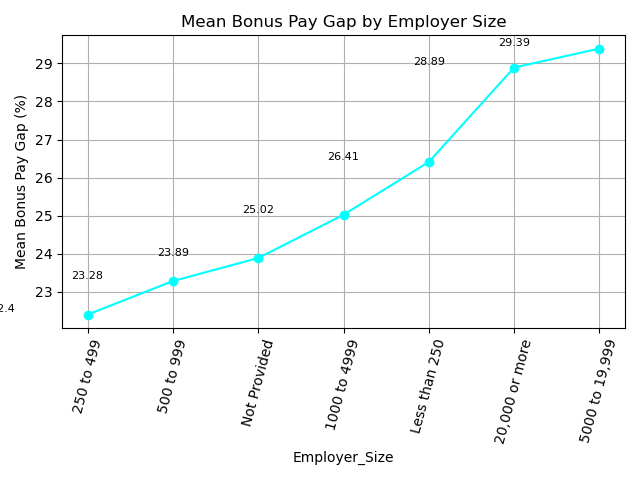 Mean Bonus Pay Gap by Employer Size
Mean Bonus Pay Gap (%)
29
28
27
26
25
24
23
2.4
23.28
23.89
25.02
26.41
28.89
29.39
250 to 499
500 to 999
Not Provided
1000 to 4999
Less than 250
20,000 or more
5000 to 19,999
Employer_Size